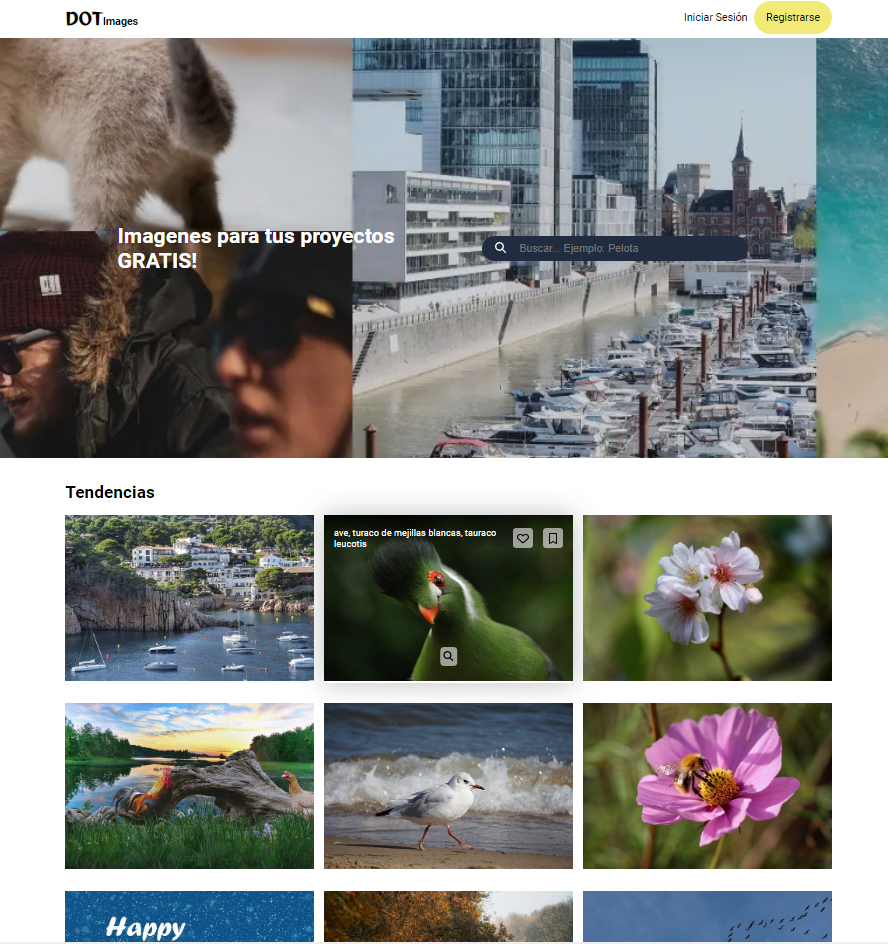 DOT Images
Iniciar Sesión
Registrarse
Imagenes para tus proyectos
GRATIS!
Buscar... Ejemplo: Pelota
Tendencias
ave, turaco de mejillas blancas, tauraco
leucotis
Happy